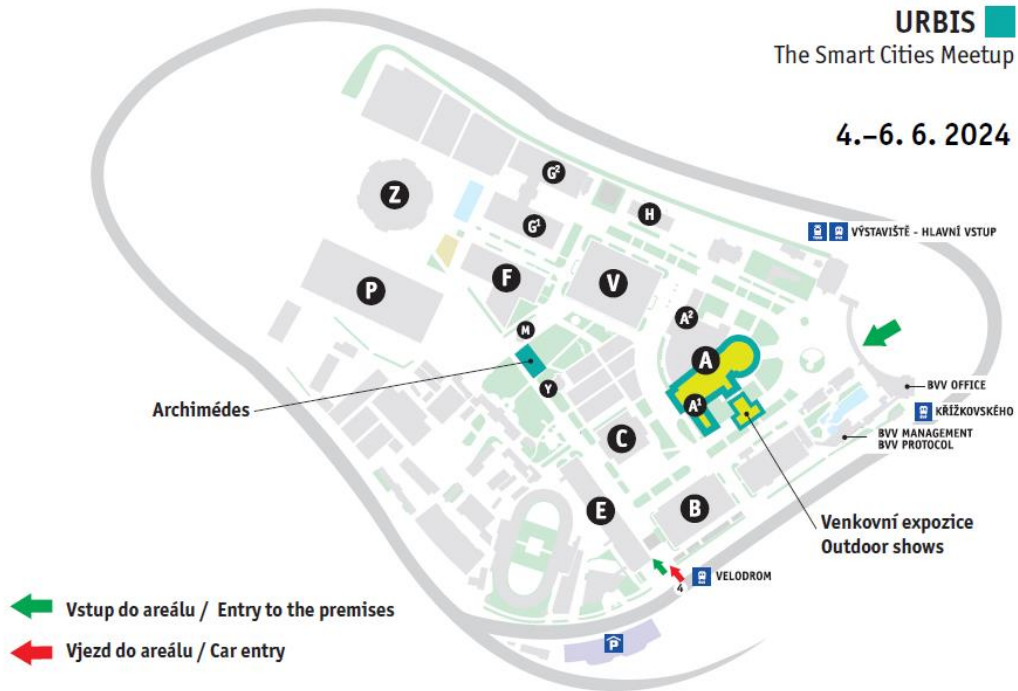 URBIS
The Smart Cities Meetup
4.–6. 6. 2024
G²
Z
H
G¹
VÝSTAVIŠTĚ - HLAVNÍ VSTUP
F
V
P
A²
M
A
Archimédes
Y
BVV OFFICE
A¹
KŘÍŽKOVSKÉHO
C
BVV MANAGEMENT
BVV PROTOCOL
E
B
Venkovní expozice
Outdoor shows
VELODROM
4
Vstup do areálu / Entry to the premises
P
Vjezd do areálu / Car entry